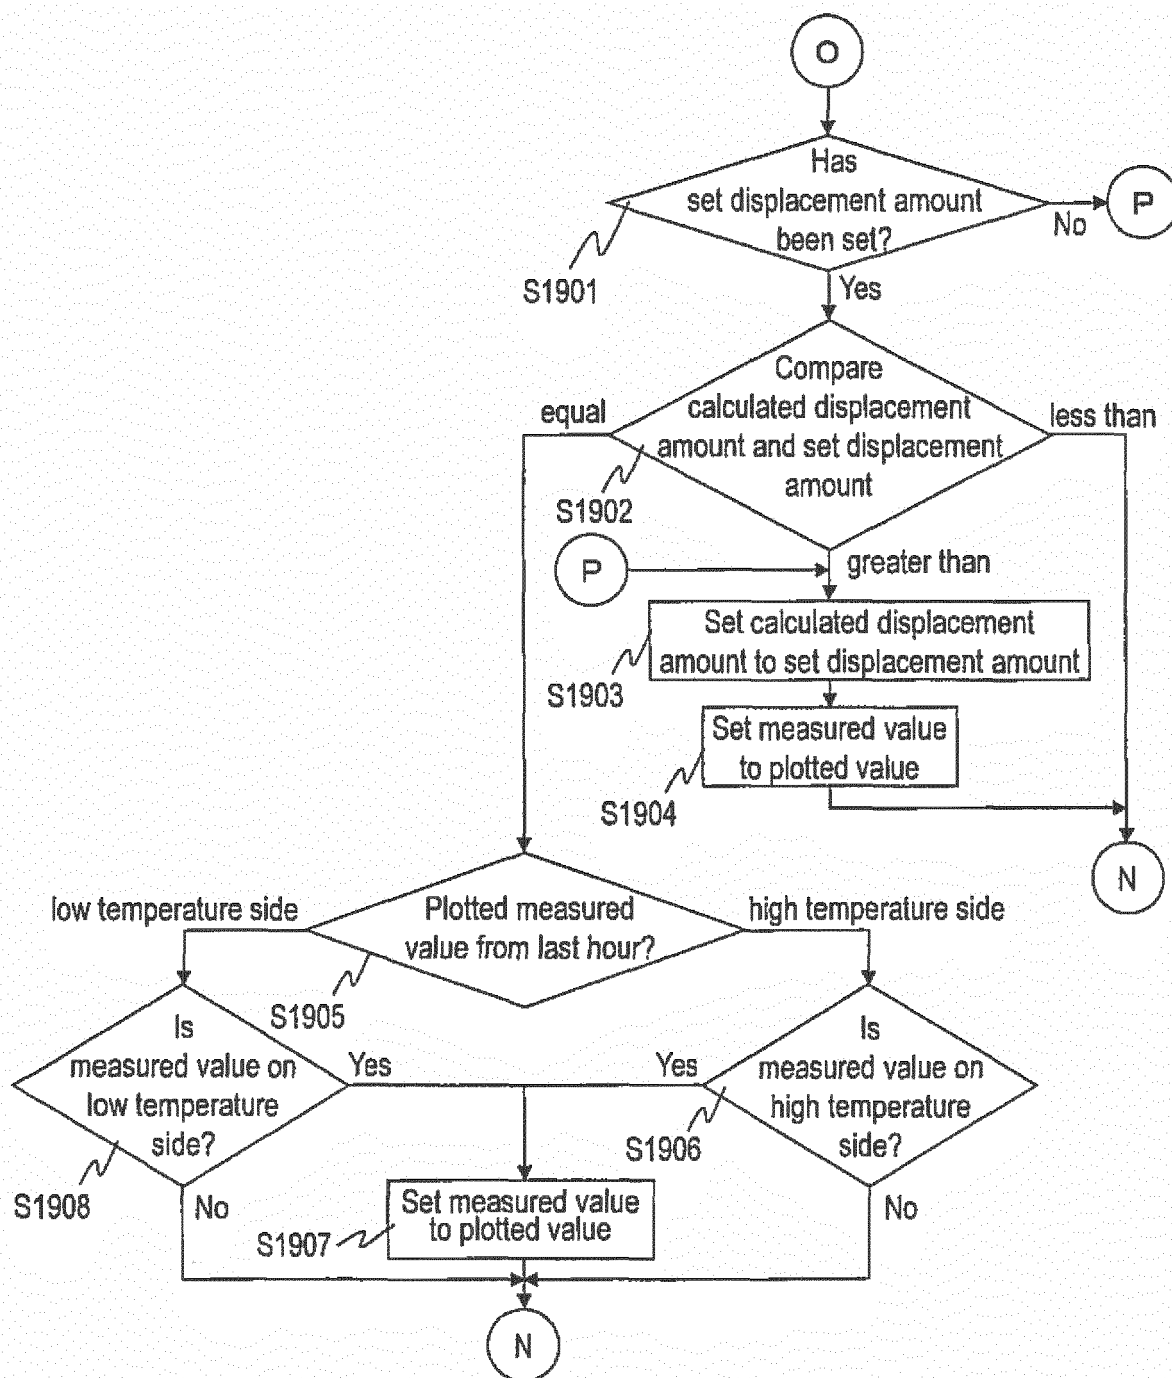 O
Has
set displacement amount
been set?
No
P
S1901
Yes
Compare
calculated displacement
amount and set displacement
amount
equal
less than
S1902
P
greater than
Set calculated displacement
amount to set displacement amount
S1903
Set measured value
to plotted value
S1904
N
low temperature side
Plotted measured
value from last hour?
high temperature side
S1905
Is
measured value on
low temperature
side?
Yes
Yes
Is
measured value on
high temperature
side?
S1906
S1908
No
Set measured value
to plotted value
No
S1907
N